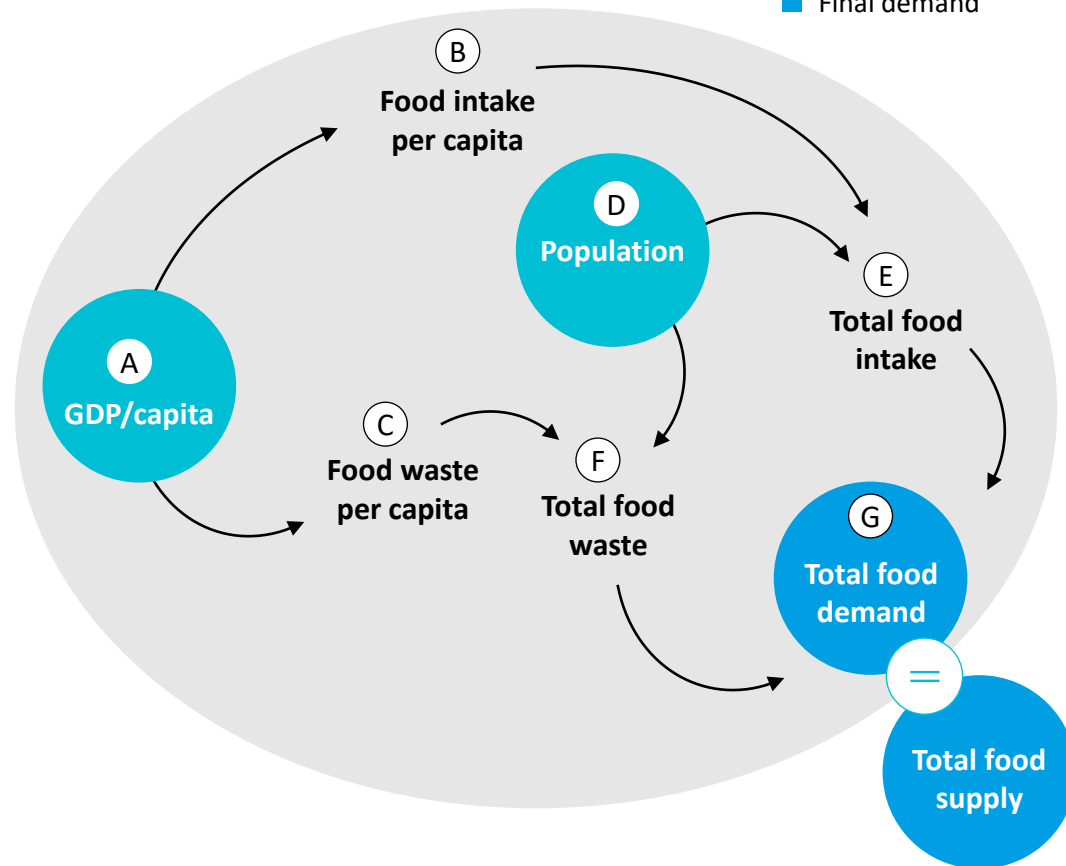 Final demand
B
Food intake
per capita
D
Population
E
Total food
intake
A
GDP/capita
C
Food waste
per capita
F
Total food
waste
G
Total food
demand
=
Total food
supply